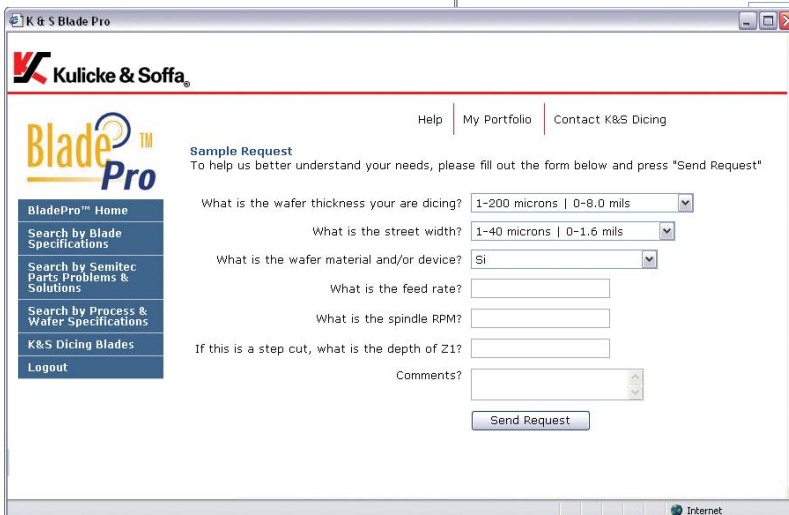 K & S Blade Pro
Kulicke & Soffa®
Help
My Portfolio
Contact K&S Dicing
Blade Pro™
Sample Request
To help us better understand your needs, please fill out the form below and press "Send Request"
BladePro™ Home
Search by Blade
Specifications
Search by Semitec
Parts Problems &
Solutions
Search by Process &
Wafer Specifications
K&S Dicing Blades
Logout
What is the wafer thickness your are dicing? 1-200 microns | 0-8.0 mils
What is the street width? 1-40 microns | 0-1.6 mils
What is the wafer material and/or device? Si
What is the feed rate?
What is the spindle RPM?
If this is a step cut, what is the depth of Z1?
Comments?
Send Request
Internet